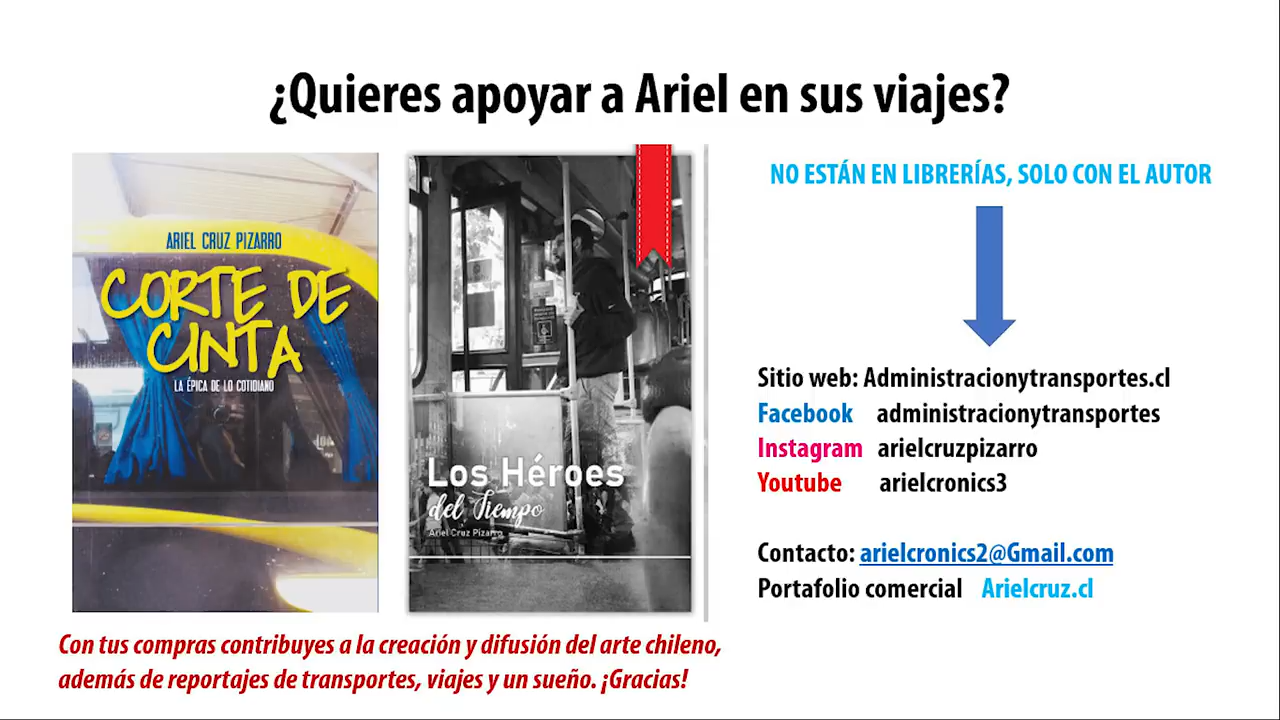 ¿Quieres apoyar a Ariel en sus viajes?
ARIEL CRUZ PIZARRO
CORTE DE
CINTA
LA ÉPICA DE LO COTIDIANO
Los Héroes
del Tiempo
Ariel Cruz Pizarro
NO ESTÁN EN LIBRERÍAS, SOLO CON EL AUTOR
Sitio web: Administracionytransportes.cl
Facebook administracionytransportes
Instagram arielcruzpizarro
Youtube arielcronics3
Contacto: arielcronics2@Gmail.com
Portafolio comercial Arielcruz.cl
Con tus compras contribuyes a la creación y difusión del arte chileno,
además de reportajes de transportes, viajes y un sueño. ¡Gracias!